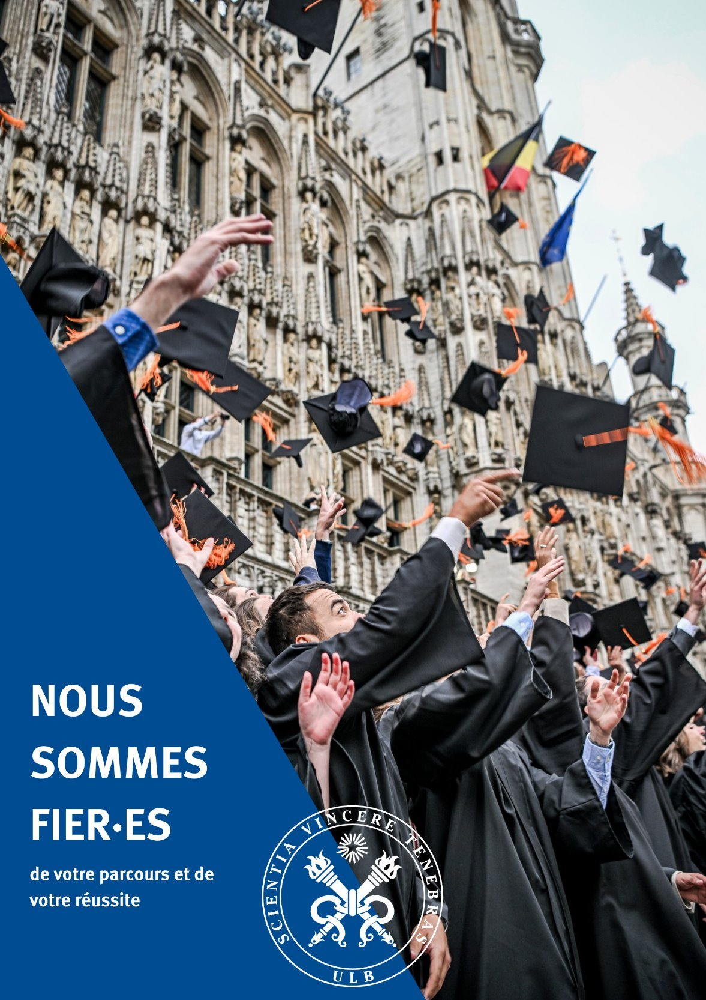 NOUS
SOMMES
FIER·ES
de votre parcours et de
votre réussite
SCIENTIA VINCERE TENEBRAS
ULB